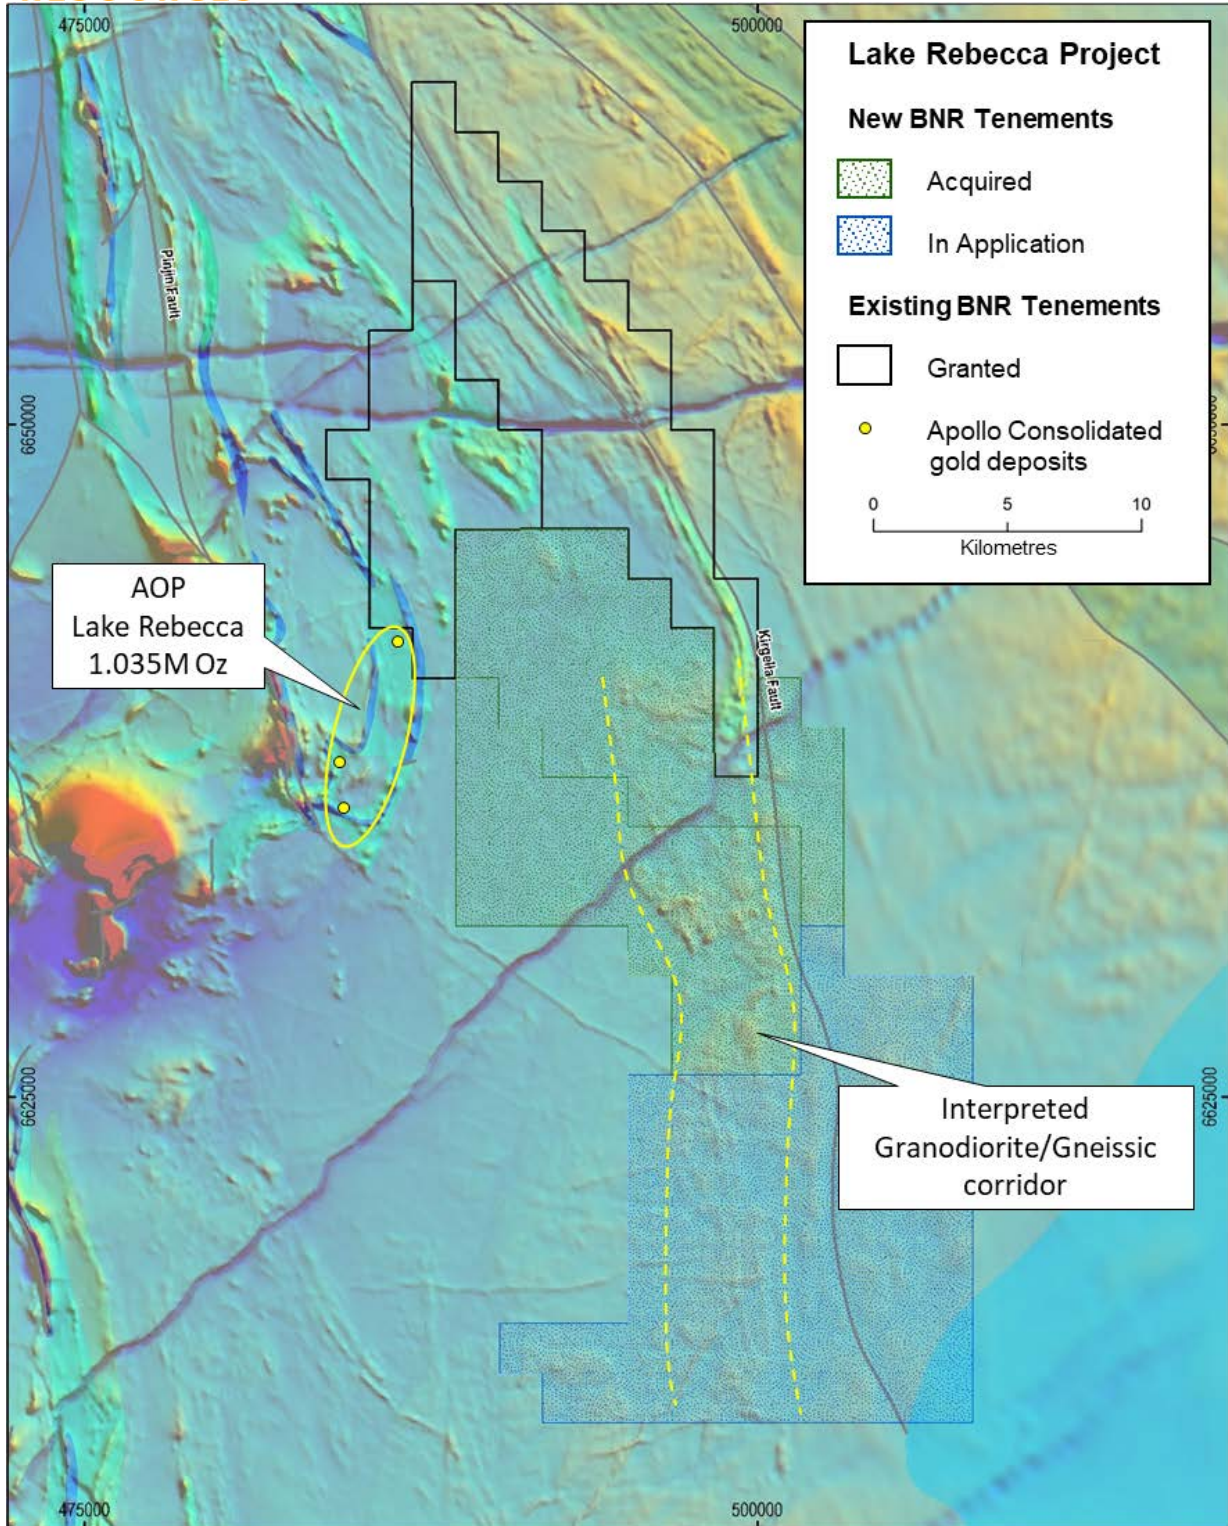 475000
500000
Lake Rebecca Project
New BNR Tenements
Acquired
In Application
Existing BNR Tenements
Granted
Apollo Consolidated
gold deposits
0 5 10
Kilometres
Pinjin Fault
6650000
AOP
Lake Rebecca
1.035M Oz
Kirgella Fault
6625000
6625000
Interpreted
Granodiorite/Gneissic
corridor
475000
500000